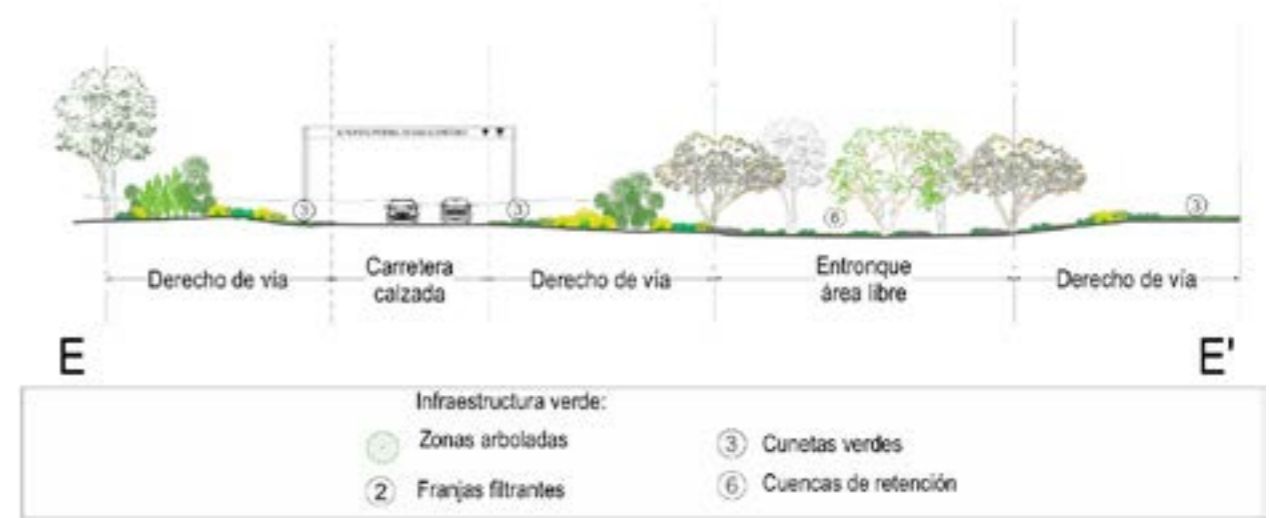 3
3
6
3
Derecho de vía
Carretera
calzada
Derecho de vía
Entronque
área libre
Derecho de vía
E
E'
Infraestructura verde:
Zonas arboladas
2 Franjas filtrantes
3 Cunetas verdes
6 Cuencas de retención